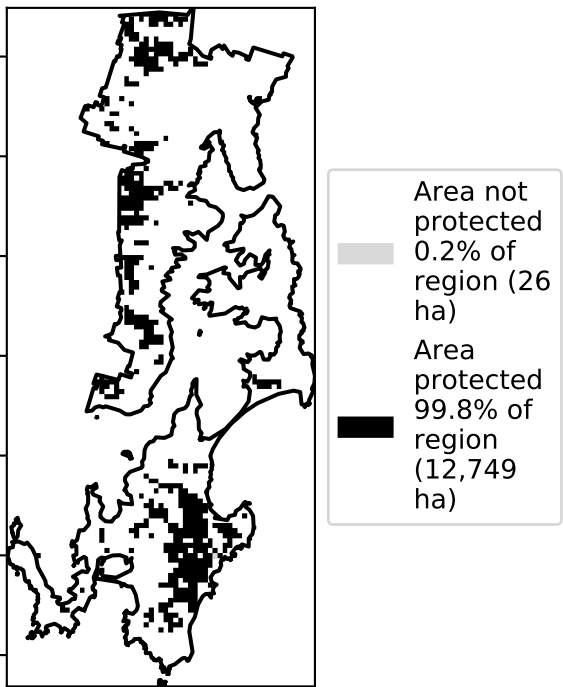 Area not
protected
0.2% of
region (26
ha)
Area
protected
99.8% of
region
(12,749
ha)